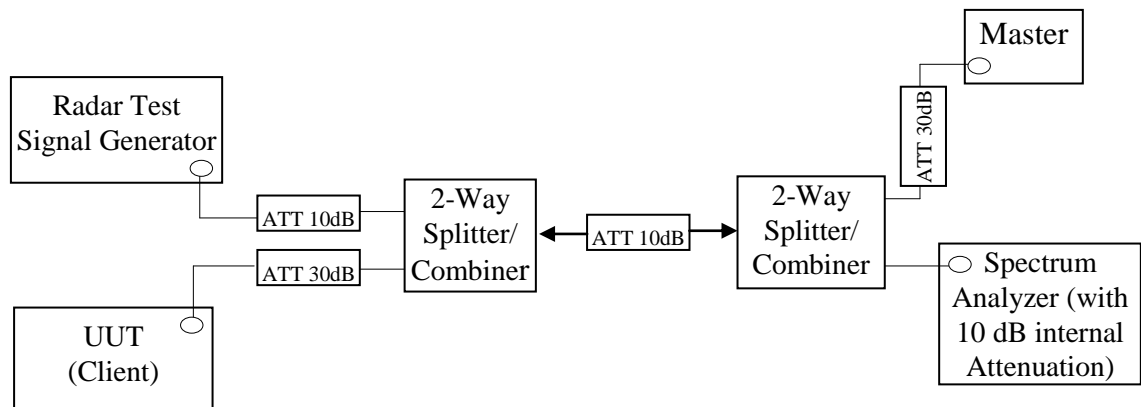 Radar Test
Signal Generator
ATT 10dB
ATT 30dB
UUT
(Client)
2-Way
Splitter/
Combiner
ATT 10dB
2-Way
Splitter/
Combiner
ATT 30dB
Master
Spectrum
Analyzer (with
10 dB internal
Attenuation)